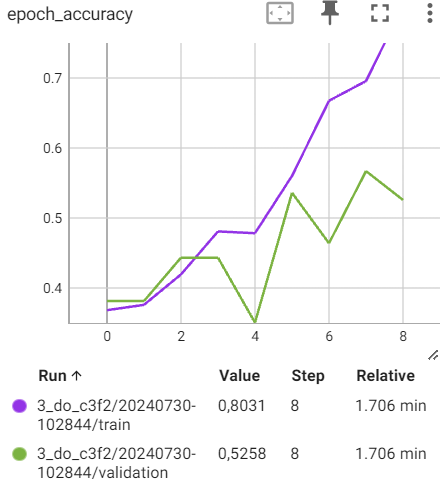 epoch_accuracy
0.7
0.6
0.5
0.4
0 2 4 6 8
Run ↑ Value Step Relative
3_do_c3f2/20240730- 0,8031 8 1.706 min
102844/train
3_do_c3f2/20240730- 0,5258 8 1.706 min
102844/validation